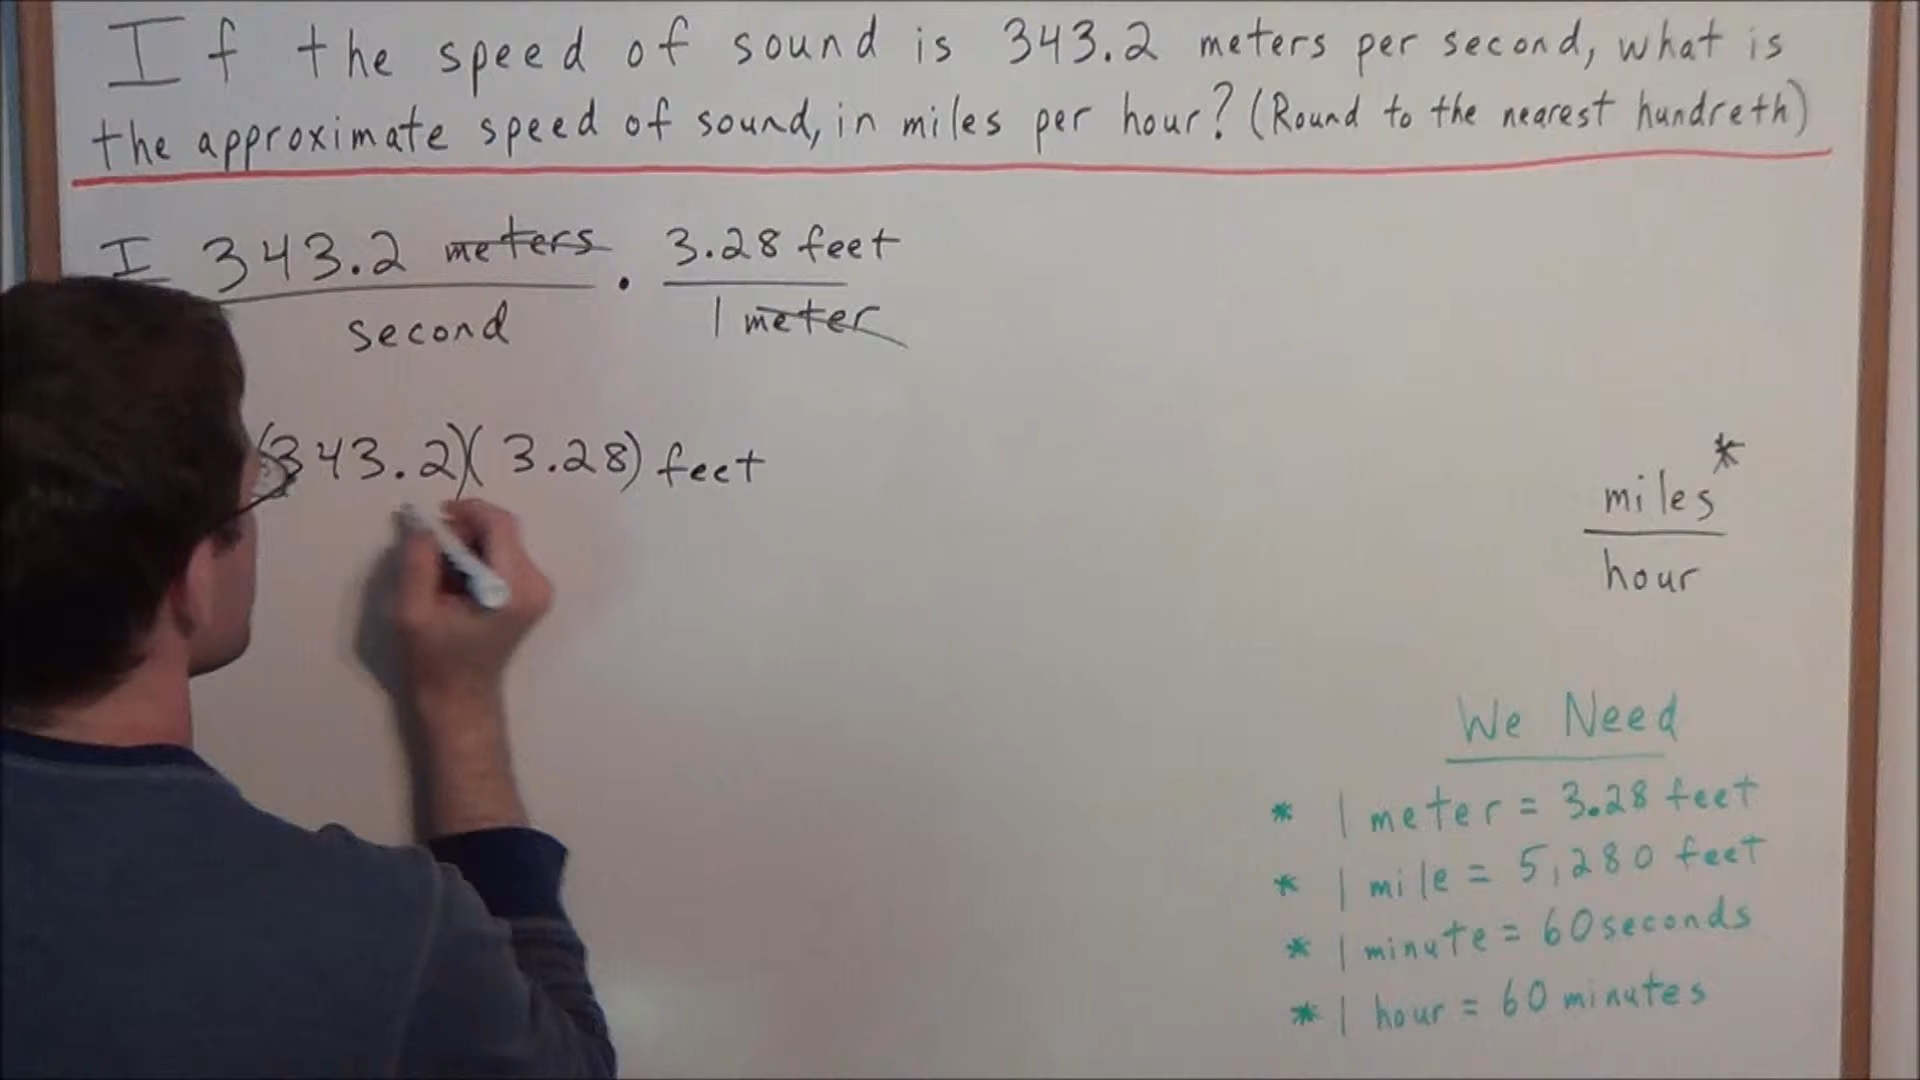 If the speed of sound is 343.2 meters per second, what is
the approximate speed of sound, in miles per hour? (Round to the nearest hundreth)
I 343.2 meters · 3.28 feet
second 1 meter
(343.2)(3.28) feet
miles*
hour
We Need
* 1 meter = 3.28 feet
* 1 mile = 5,280 feet
* 1 minute = 60 seconds
* 1 hour = 60 minutes